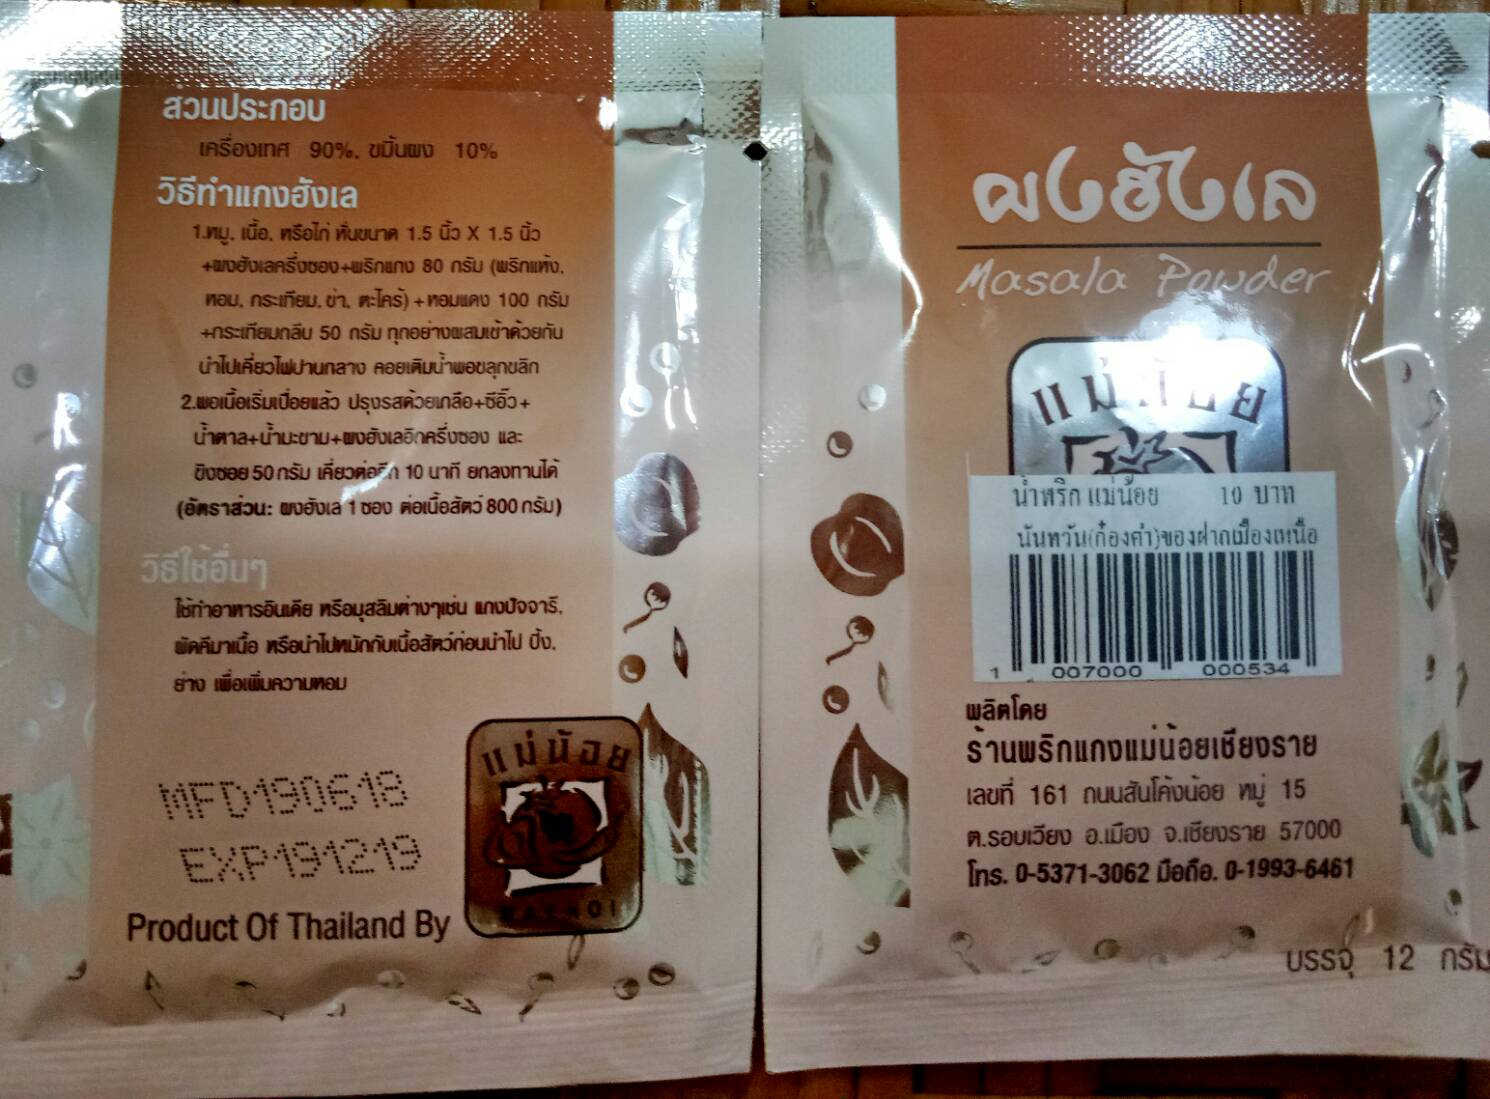 ส่วนประกอบ
เครื่องเทศ 90%, ขมิ้นผง 10%
วิธีทำแกงฮังเล
1.หมู, เนื้อ, หรือไก่ หั่นขนาด 1.5 นิ้ว X 1.5 นิ้ว
+ผงฮังเลครึ่งซอง+พริกแกง 80 กรัม (พริกแห้ง,
หอม, กระเทียม, ข่า, ตะไคร้) +หอมแดง 100 กรัม
+กระเทียมกลีบ 50 กรัม ทุกอย่างผสมเข้าด้วยกัน
นำไปเคี่ยวไฟปานกลาง คอยเติมน้ำพอขลุกขลิก
2.พอเนื้อเริ่มเปื่อยแล้ว ปรุงรสด้วยเกลือ+ซีอิ๊ว+
น้ำตาล+น้ำมะขาม+ผงฮังเลอีกครึ่งซอง และ
ขิงซอย 50 กรัม เคี่ยวต่ออีก 10 นาที ยกลงทานได้
(อัตราส่วน: ผงฮังเล 1 ซอง ต่อเนื้อสัตว์ 800 กรัม)
วิธีใช้อื่นๆ
ใช้ทำอาหารอินเดีย หรือมุสลิมต่างๆเช่น แกงปัจจารี,
ผัดคีมาเนื้อ หรือนำไปหมักกับเนื้อสัตว์ก่อนนำไป ปิ้ง,
ย่าง เพื่อเพิ่มความหอม
MFD190618
EXP191219
Product Of Thailand By
แม่น้อย
MAENOI
ผงฮังเล
Masala Powder
แม่น้อย
น้ำพริก แม่น้อย 10 บาท
นันทวัน(ก๋องคำ)ของฝากเมืองเหนือ
1 007000 000534
ผลิตโดย
ร้านพริกแกงแม่น้อยเชียงราย
เลขที่ 161 ถนนสันโค้งน้อย หมู่ 15
ต.รอบเวียง อ.เมือง จ.เชียงราย 57000
โทร. 0-5371-3062 มือถือ. 0-1993-6461
บรรจุ 12 กรัม